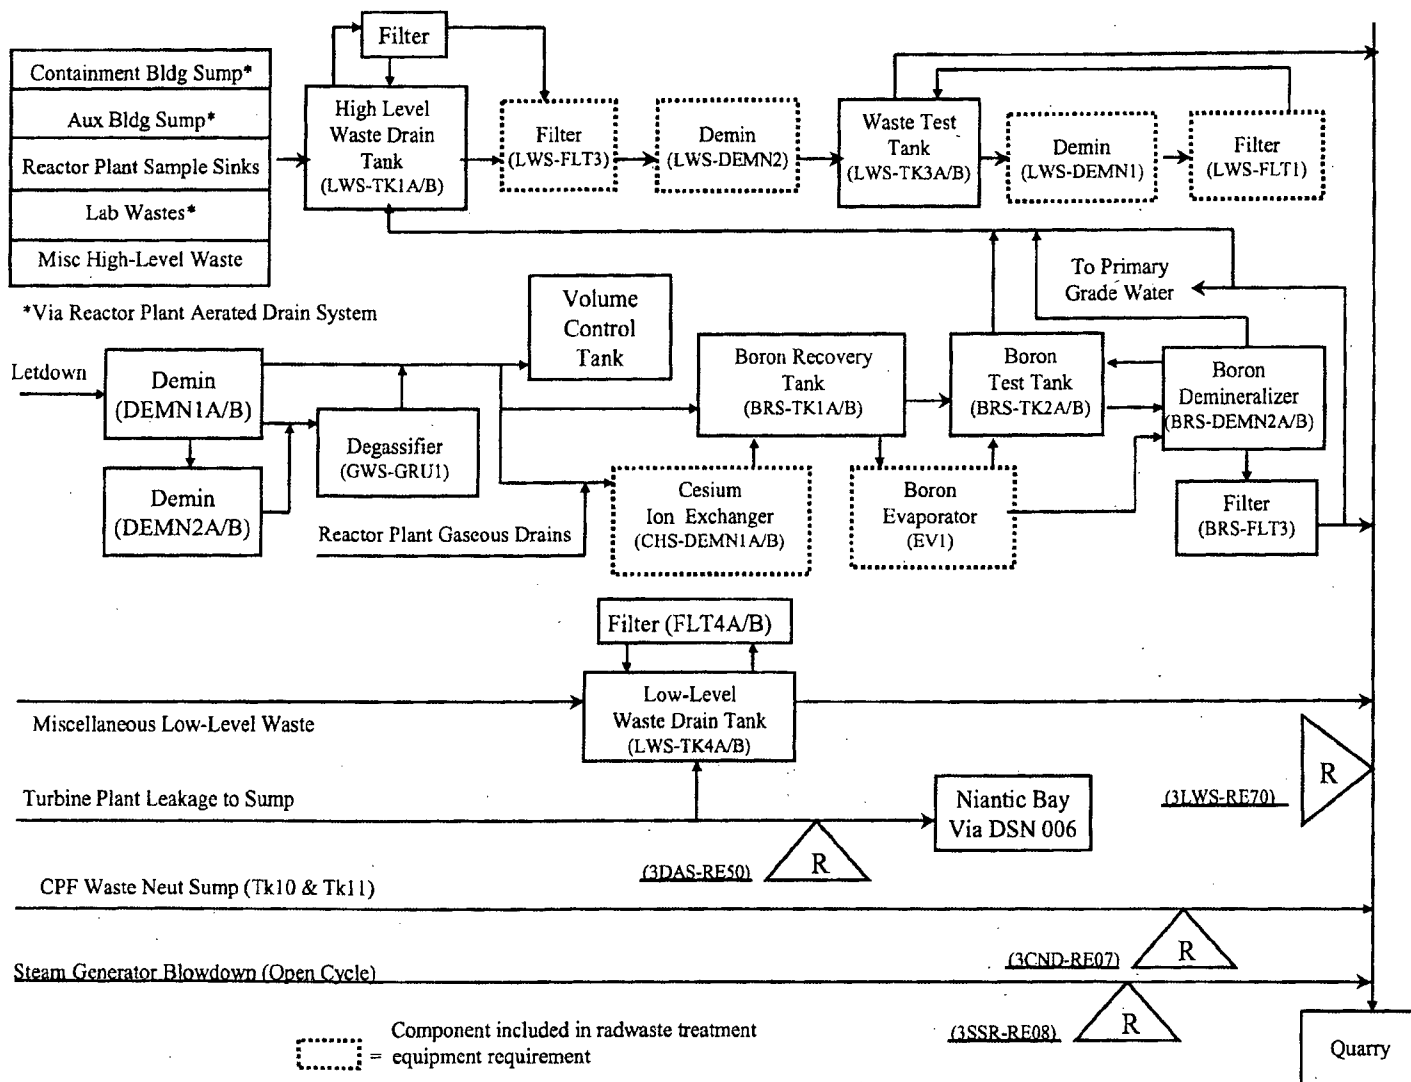 Filter
Containment Bldg Sump*
Aux Bldg Sump*
Reactor Plant Sample Sinks
Lab Wastes*
Misc High-Level Waste
High Level
Waste Drain
Tank
(LWS-TK1A/B)
Filter
(LWS-FLT3)
Demin
(LWS-DEMN2)
Waste Test
Tank
(LWS-TK3A/B)
Demin
(LWS-DEMN1)
Filter
(LWS-FLT1)
*Via Reactor Plant Aerated Drain System
To Primary
Grade Water
Letdown
Demin
(DEMN1A/B)
Demin
(DEMN2A/B)
Degassifier
(GWS-GRU1)
Volume
Control
Tank
Reactor Plant Gaseous Drains
Boron Recovery
Tank
(BRS-TK1A/B)
Cesium
Ion Exchanger
(CHS-DEMN1A/B)
Boron
Test Tank
(BRS-TK2A/B)
Boron
Evaporator
(EV1)
Boron
Demineralizer
(BRS-DEMN2A/B)
Filter
(BRS-FLT3)
Filter (FLT4A/B)
Low-Level
Waste Drain Tank
(LWS-TK4A/B)
Miscellaneous Low-Level Waste
R
(3LWS-RE70)
Turbine Plant Leakage to Sump
Niantic Bay
Via DSN 006
R
(3DAS-RE50)
CPF Waste Neut Sump (Tk10 & Tk11)
R
(3CND-RE07)
Steam Generator Blowdown (Open Cycle)
R
(3SSR-RE08)
Component included in radwaste treatment
= equipment requirement
Quarry